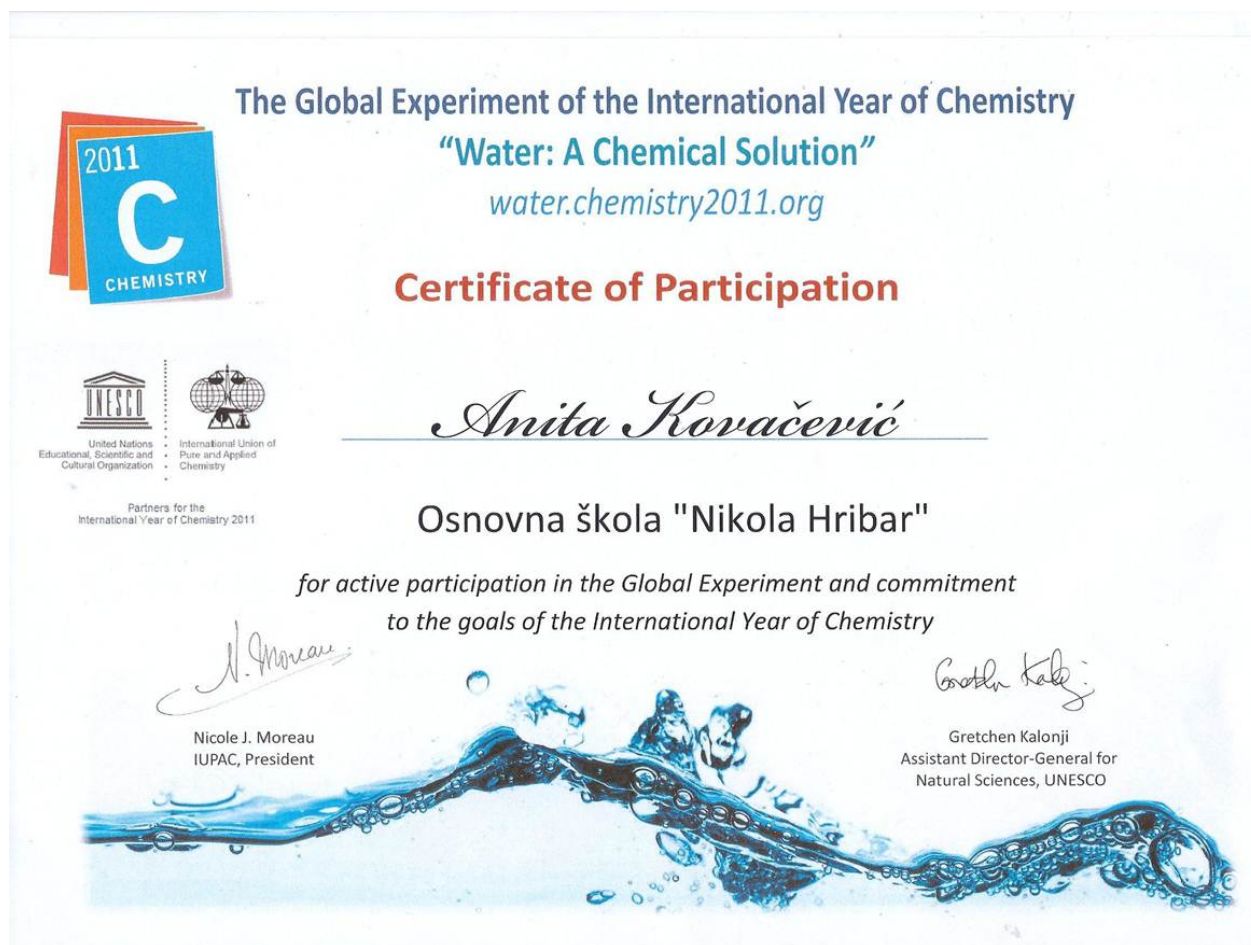 The Global Experiment of the International Year of Chemistry
“Water: A Chemical Solution”
water.chemistry2011.org
2011
C
CHEMISTRY
Certificate of Participation
UNESCO
United Nations
Educational, Scientific and
Cultural Organization
International Union of
Pure and Applied
Chemistry
Partners for the
International Year of Chemistry 2011
Anita Kovačević
Osnovna škola "Nikola Hribar"
for active participation in the Global Experiment and commitment
to the goals of the International Year of Chemistry
N. Moreau
Nicole J. Moreau
IUPAC, President
Gretchen Kalonji
Assistant Director-General for
Natural Sciences, UNESCO